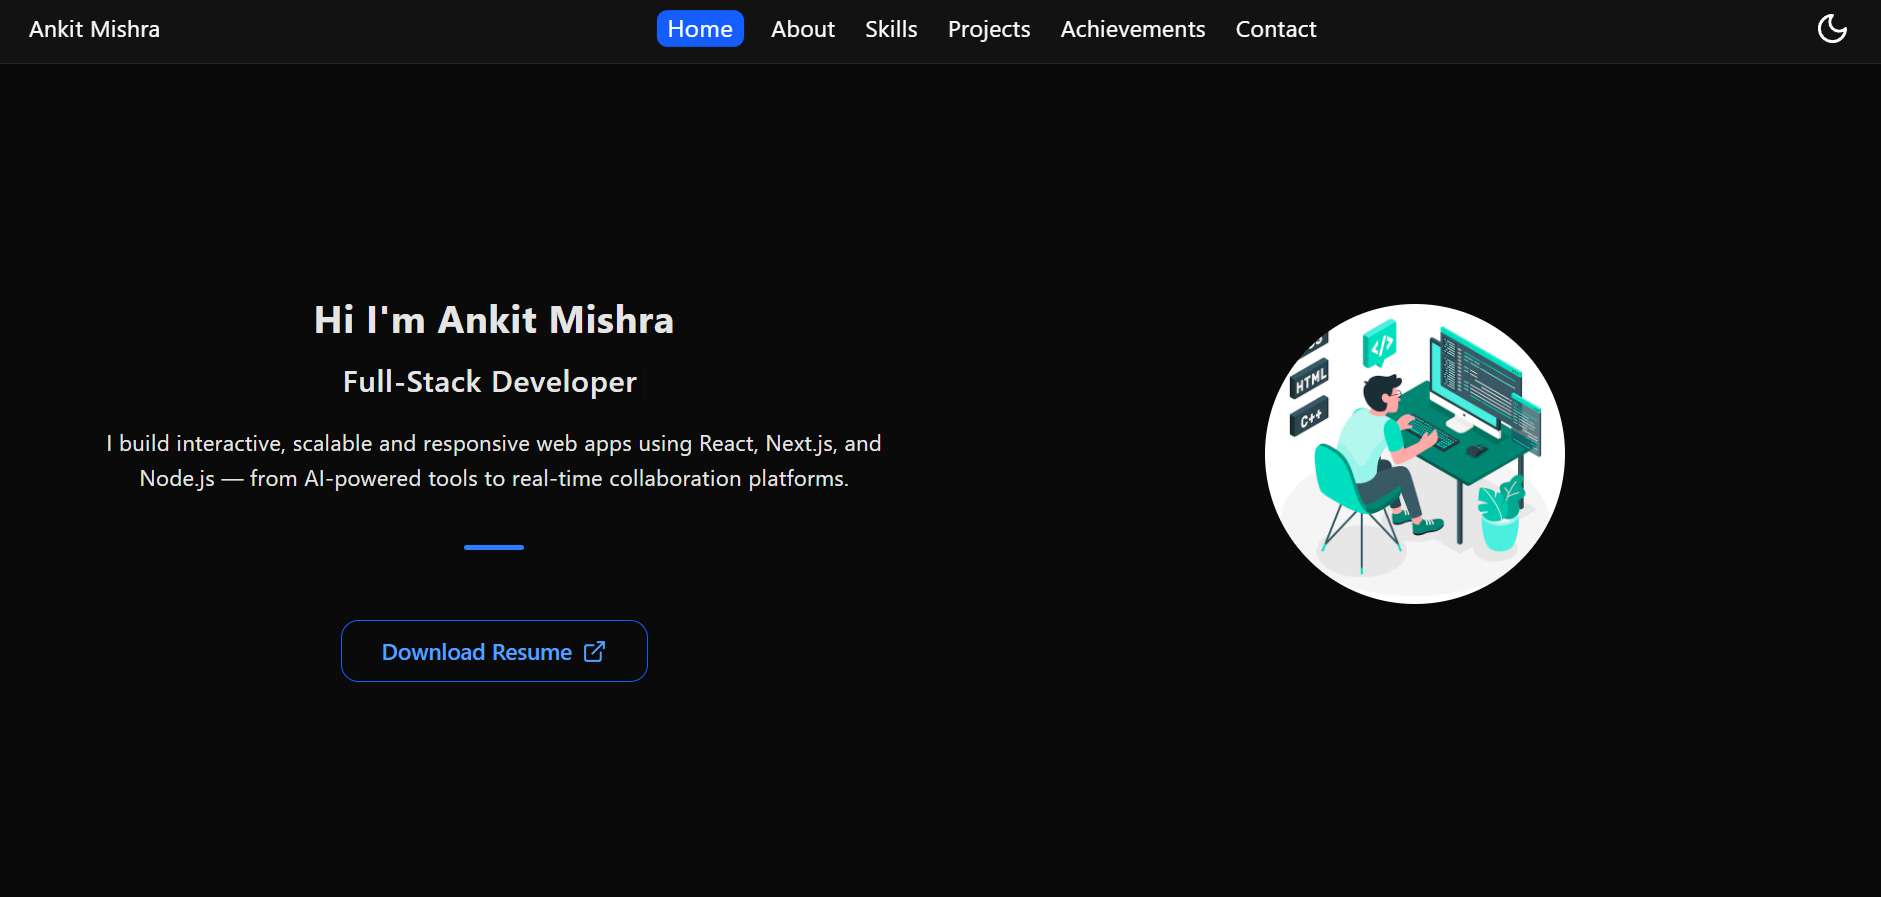 Ankit Mishra
Home About Skills Projects Achievements Contact
Hi I'm Ankit Mishra
Full-Stack Developer
I build interactive, scalable and responsive web apps using React, Next.js, and
Node.js — from AI-powered tools to real-time collaboration platforms.
Download Resume
</>
HTML
C++